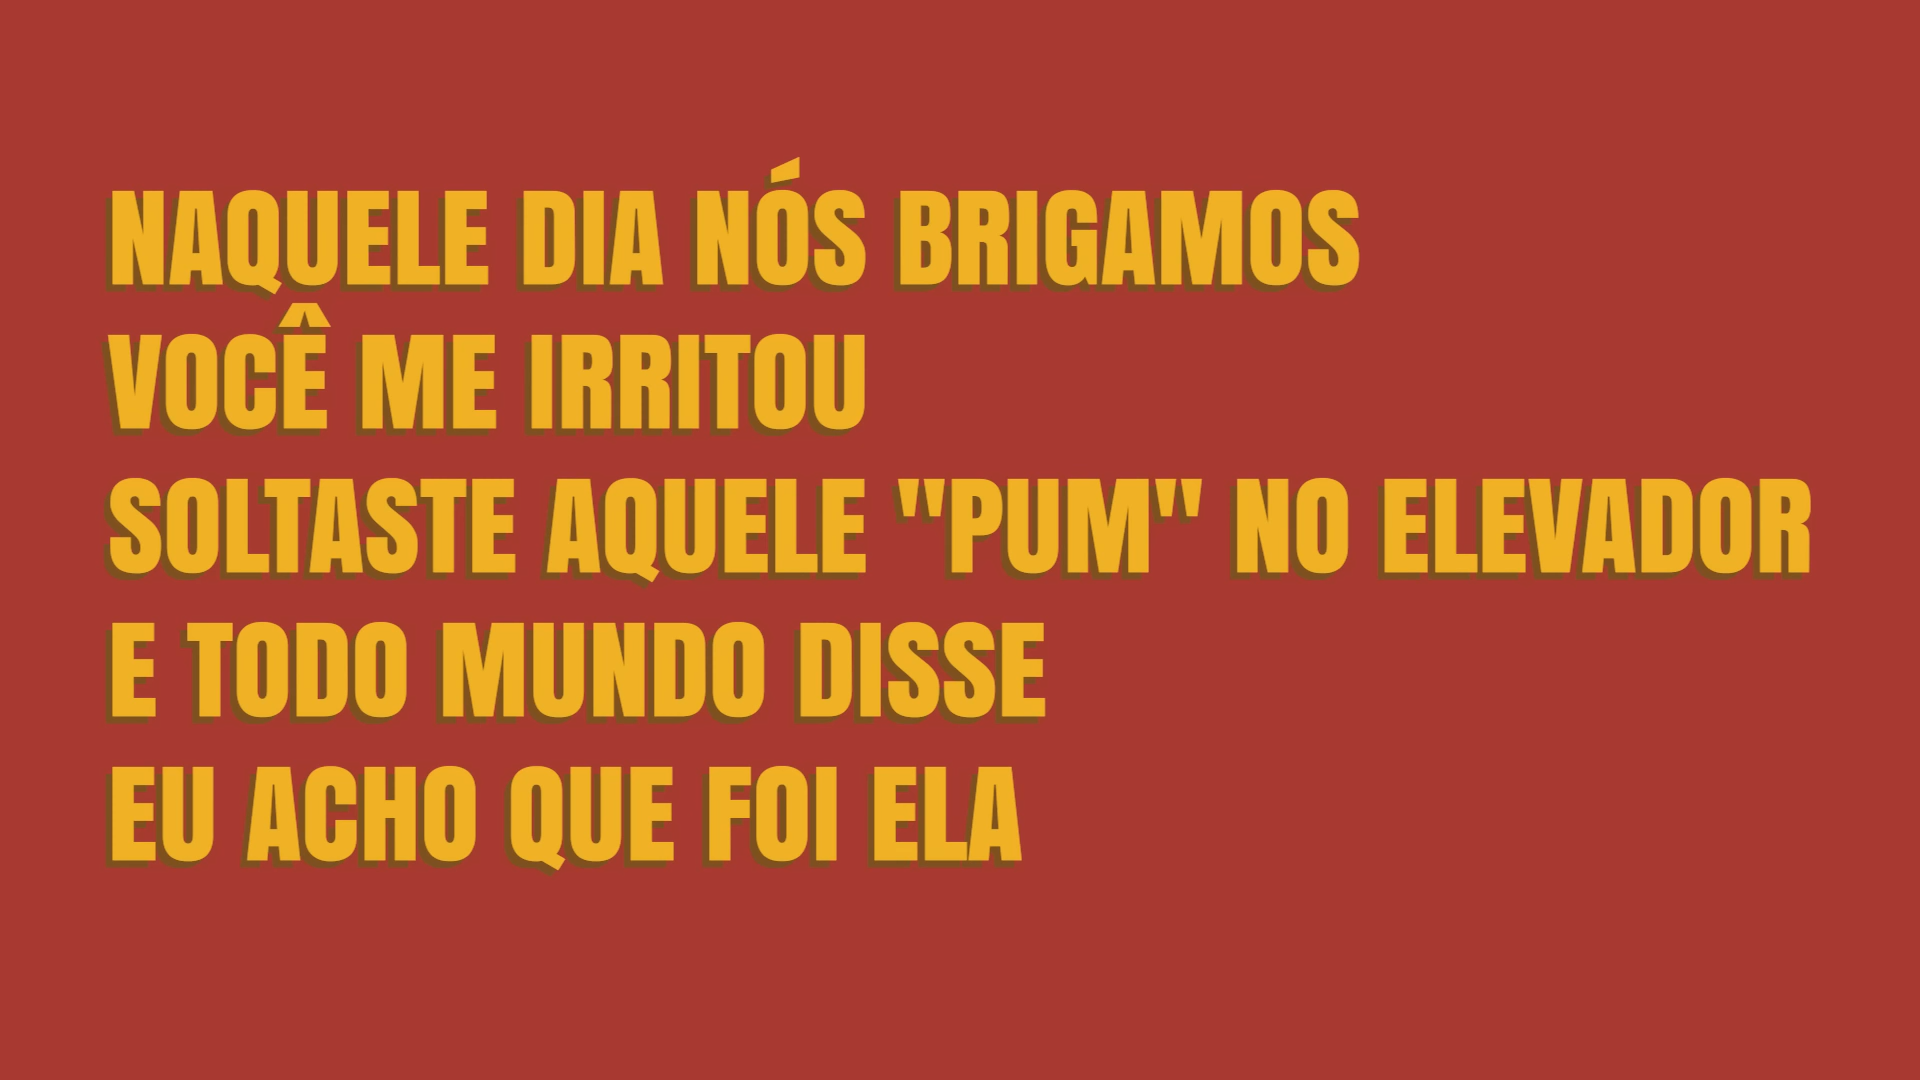 NAQUELE DIA NÓS BRIGAMOS
VOCÊ ME IRRITOU
SOLTASTE AQUELE "PUM" NO ELEVADOR
E TODO MUNDO DISSE
EU ACHO QUE FOI ELA